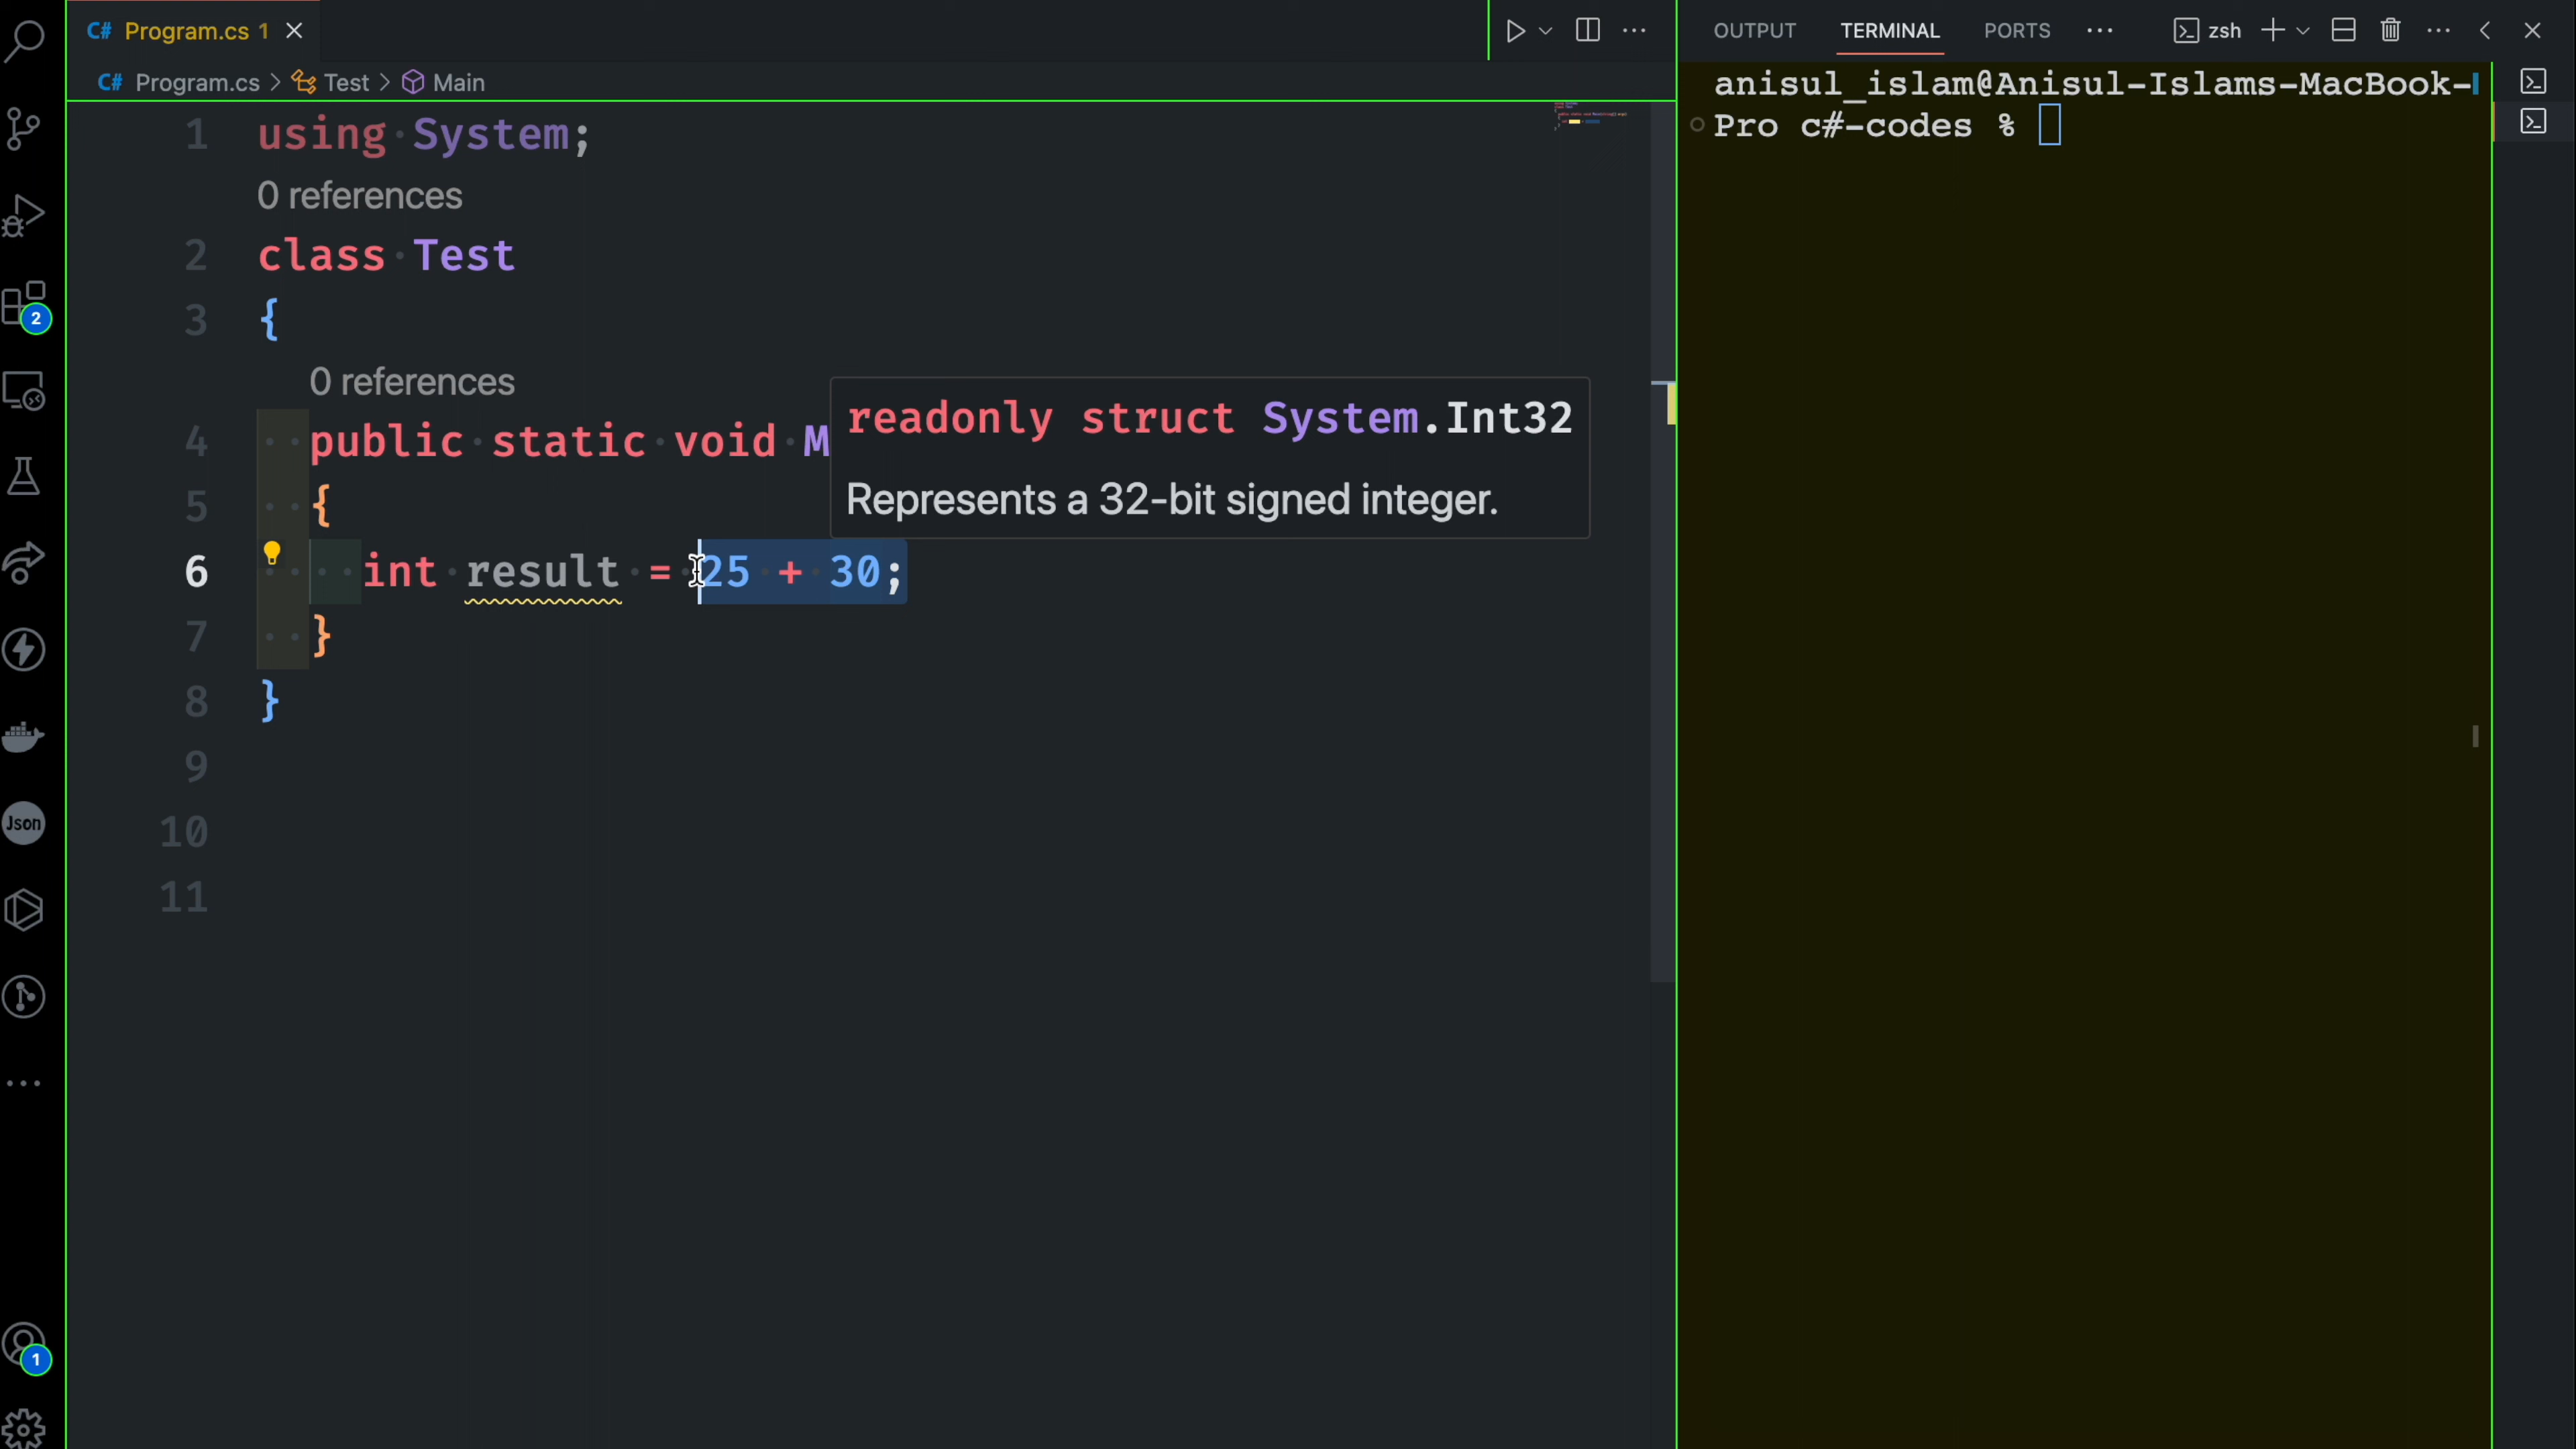 C# Program.cs 1
C# Program.cs > Test > Main
1 using System;
0 references
2 class Test
3 {
0 references
4 public static void M
5 {
6 int result = 25 + 30;
7 }
8 }
9
10
11
readonly struct System.Int32
Represents a 32-bit signed integer.
OUTPUT TERMINAL PORTS ··· zsh
anisul_islam@Anisul-Islams-MacBook-
Pro c#-codes %
2
Json
1